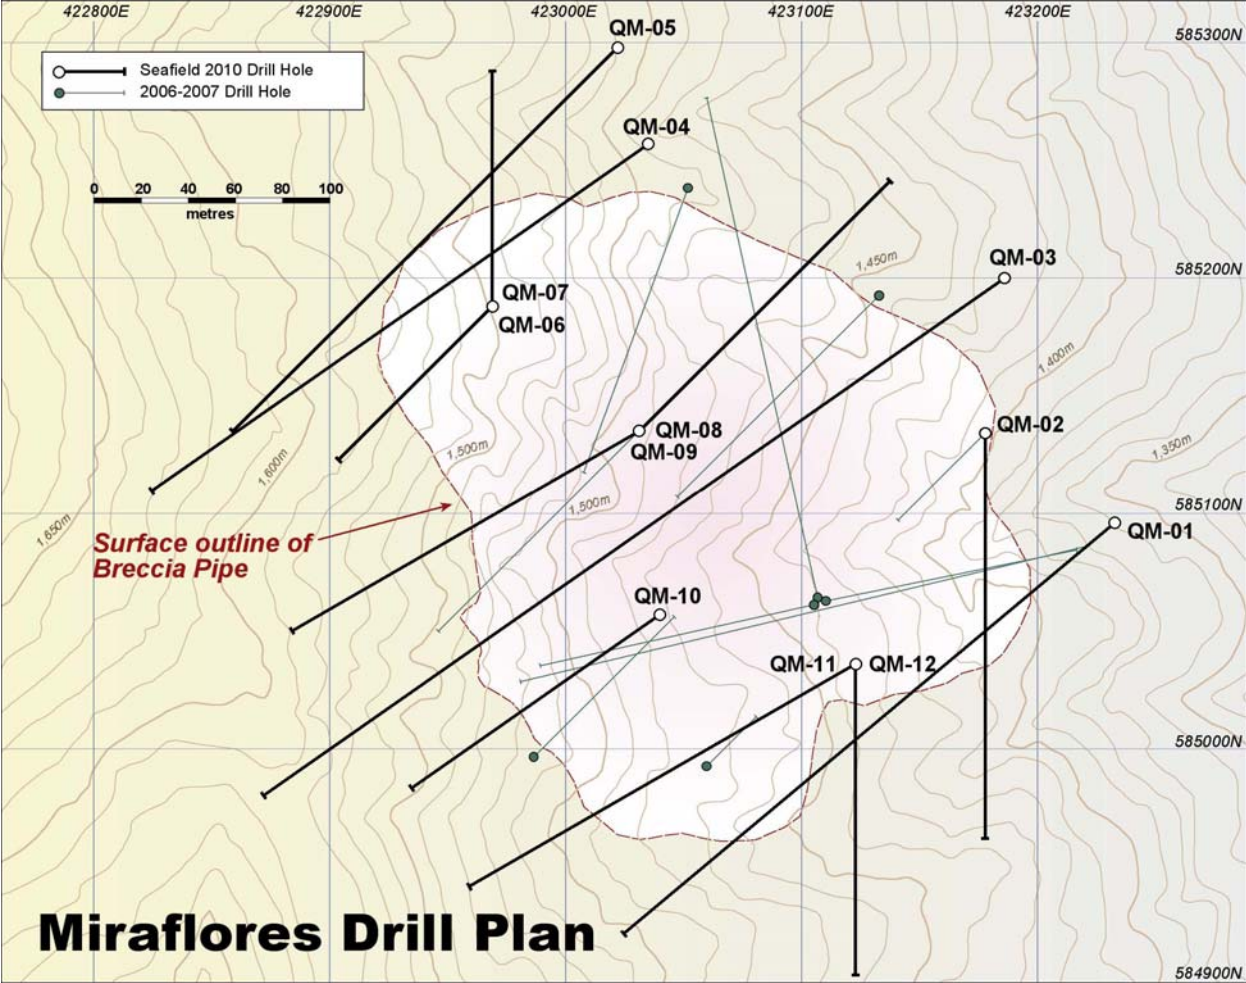 422800E 422900E 423000E 423100E 423200E
QM-05
585300N
Seafield 2010 Drill Hole
2006-2007 Drill Hole
QM-04
0 20 40 60 80 100
metres
1,450m
QM-03
585200N
QM-07
QM-06
1,400m
QM-02
QM-08
QM-09
1,500m
1,600m
1,350m
1,500m
585100N
1,650m
QM-01
Surface outline of
Breccia Pipe
QM-10
QM-11 QM-12
585000N
Miraflores Drill Plan
584900N